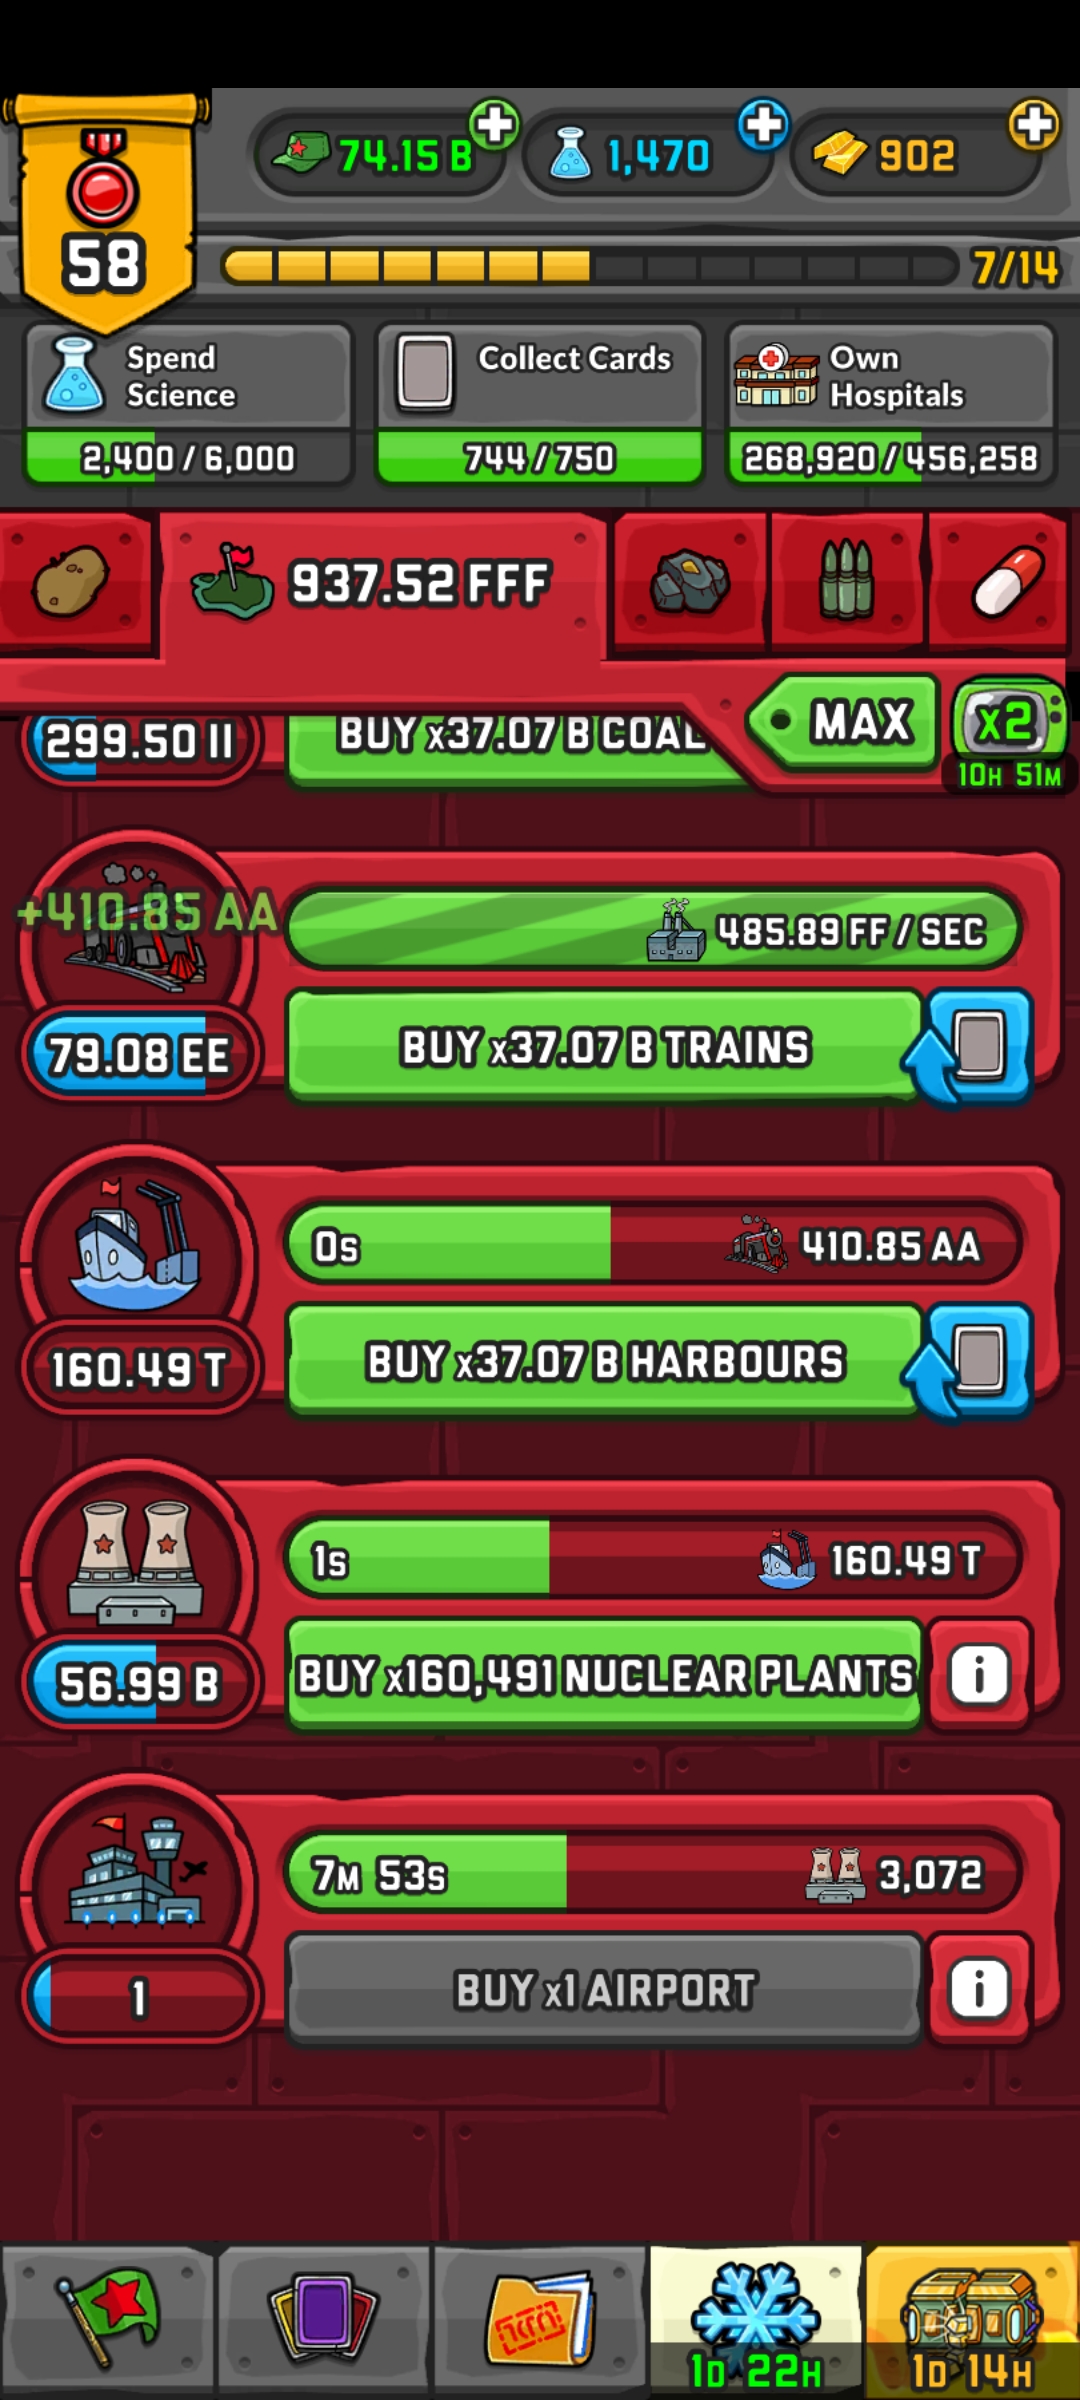 74.15 B
1,470
902
58
7/14
Spend
Science
2,400 / 6,000
Collect Cards
744 / 750
Own
Hospitals
268,920 / 456,258
937.52 FFF
MAX
x2
10H 51M
299.50 II
BUY x37.07 B COAL
+410.85 AA
485.89 FF / SEC
79.08 EE
BUY x37.07 B TRAINS
0s
410.85 AA
160.49 T
BUY x37.07 B HARBOURS
1s
160.49 T
56.99 B
BUY x160,491 NUCLEAR PLANTS
i
7M 53s
3,072
1
BUY x1 AIRPORT
i
1D 22H
1D 14H